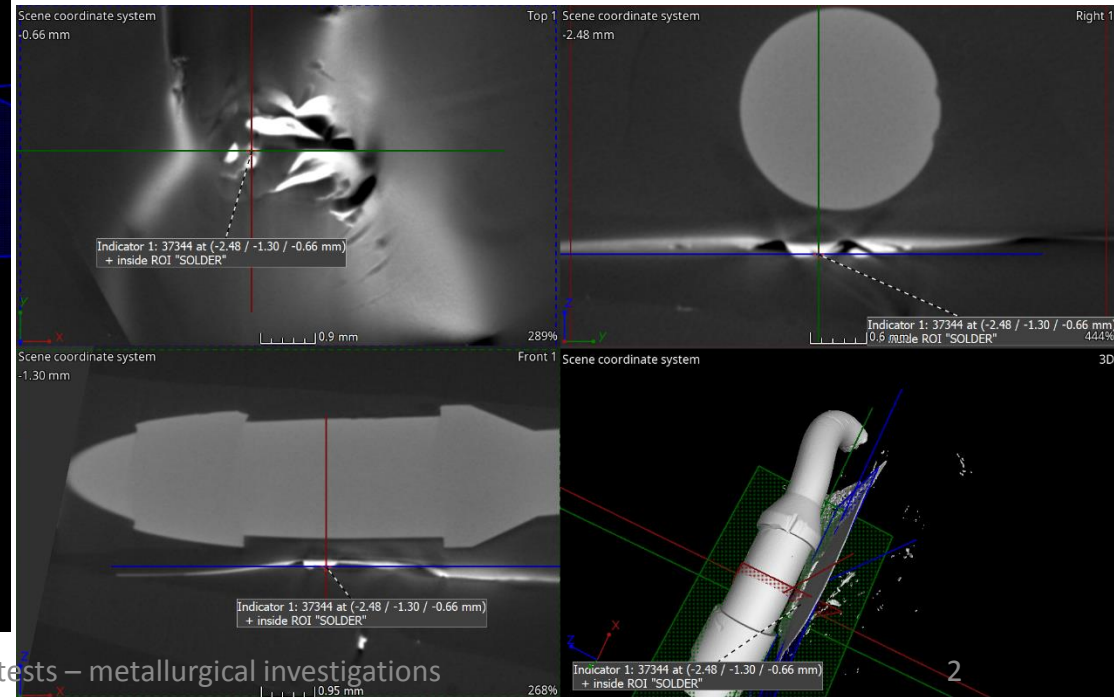 Scene coordinate system
Top 1
-0.66 mm
Indicator 1: 37344 at (-2.48 / -1.30 / -0.66 mm)
+ inside ROI "SOLDER"
Y
X
0.9 mm
289%
Scene coordinate system
Right 1
-2.48 mm
Indicator 1: 37344 at (-2.48 / -1.30 / -0.66 mm)
+ inside ROI "SOLDER"
Z
Y
0.6 mm
444%
Scene coordinate system
Front 1
-1.30 mm
Indicator 1: 37344 at (-2.48 / -1.30 / -0.66 mm)
+ inside ROI "SOLDER"
Z
X
0.95 mm
268%
Scene coordinate system
3D
Indicator 1: 37344 at (-2.48 / -1.30 / -0.66 mm)
+ inside ROI "SOLDER"
Z
X
tests – metallurgical investigations
2